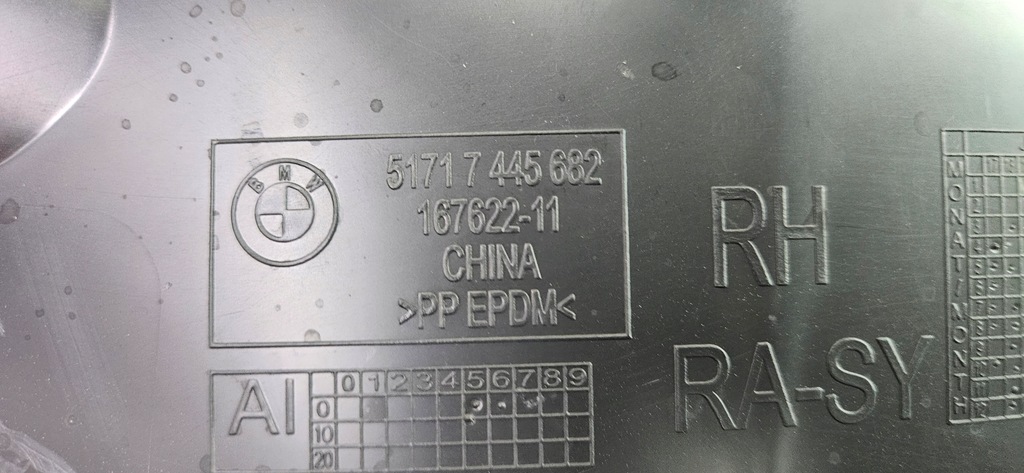 BMW
5171 7 445 682
167622-11
CHINA
>PP EPDM<
RH
RA-SY
AI
0 1 2 3 4 5 6 7 8 9
0
10
20
MONAT/MONTH